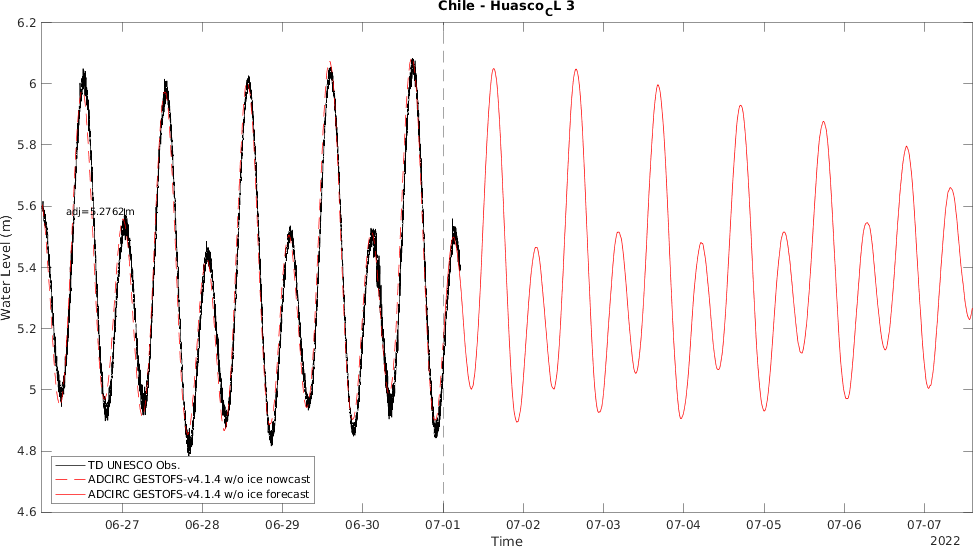 Chile - Huasco_CL 3
6.2
6
5.8
5.6
5.4
5.2
5
4.8
4.6
Water Level (m)
adj=5.2762m
TD UNESCO Obs.
ADCIRC GESTOFS-v4.1.4 w/o ice nowcast
ADCIRC GESTOFS-v4.1.4 w/o ice forecast
06-27 06-28 06-29 06-30 07-01 07-02 07-03 07-04 07-05 07-06 07-07
Time
2022